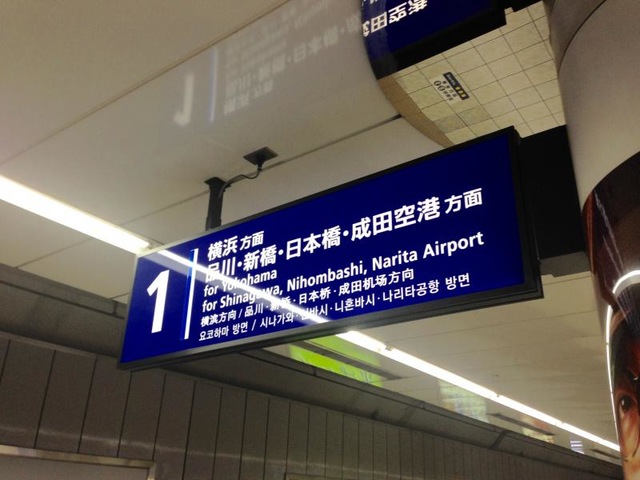 1
横浜 方面
品川・新橋・日本橋・成田空港 方面
for Yokohama
for Shinagawa, Nihombashi, Narita Airport
横滨方向 / 品川・新桥・日本桥・成田机场方向
요코하마 방면 / 시나가와・신바시・니혼바시・나리타공항 방면